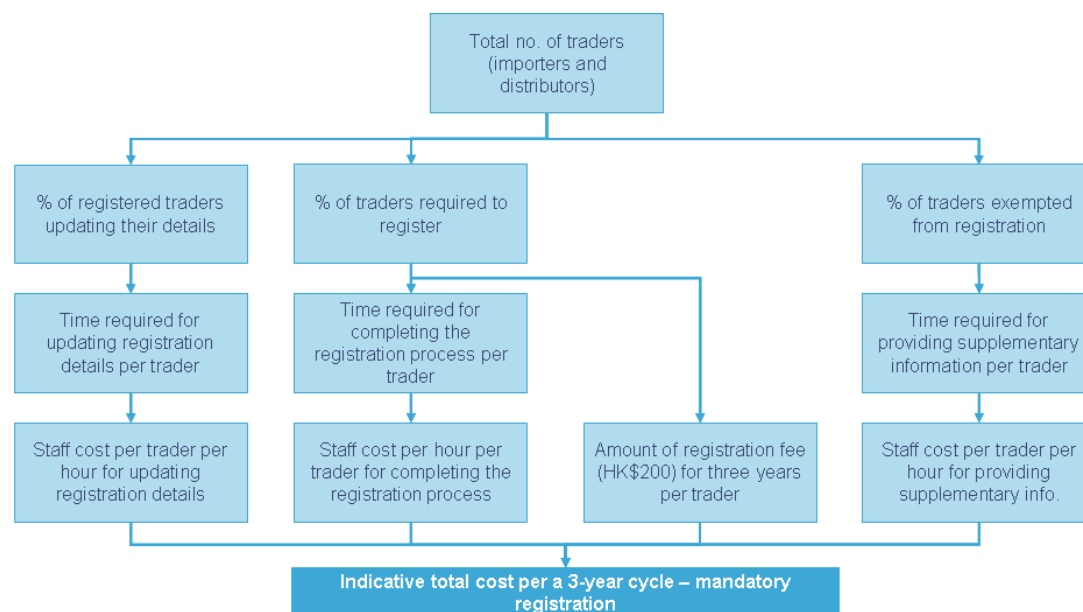 Total no. of traders
(importers and
distributors)
% of registered traders
updating their details
% of traders required to
register
% of traders exempted
from registration
Time required for
updating registration
details per trader
Time required for
completing the
registration process per
trader
Time required for
providing supplementary
information per trader
Staff cost per trader per
hour for updating
registration details
Staff cost per hour per
trader for completing the
registration process
Amount of registration fee
(HK$200) for three years
per trader
Staff cost per trader per
hour for providing
supplementary info.
Indicative total cost per a 3-year cycle – mandatory
registration